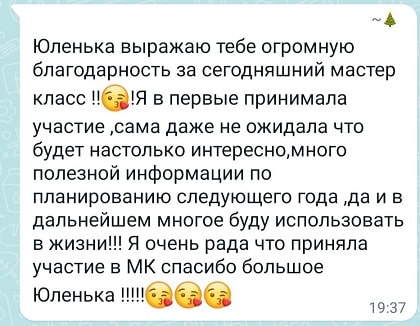 ~🌲
Юленька выражаю тебе огромную
благодарность за сегодняшний мастер
класс !!😘!Я в первые принимала
участие ,сама даже не ожидала что
будет настолько интересно,много
полезной информации по
планированию следующего года ,да и в
дальнейшем многое буду использовать
в жизни!!! Я очень рада что приняла
участие в МК спасибо большое
Юленька !!!!!😘😘😘
19:37